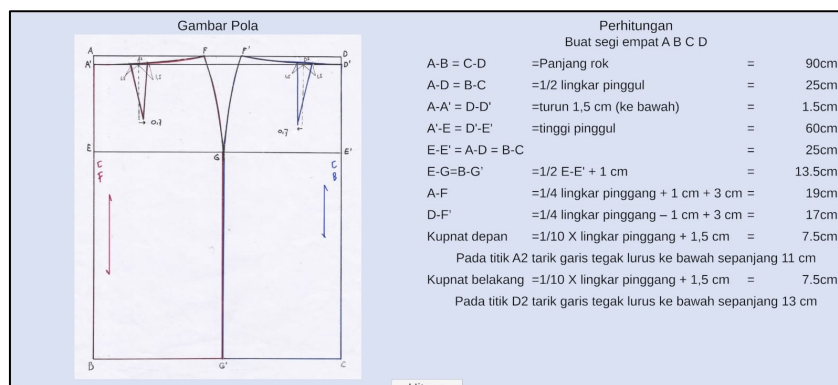 Gambar Pola
A
F
F'
D
A'
D'
0,7
0,7
E
G
E'
C
F
C
B
B
G'
C
Perhitungan
Buat segi empat A B C D
A-B = C-D =Panjang rok = 90cm
A-D = B-C =1/2 lingkar pinggul = 25cm
A-A' = D-D' =turun 1,5 cm (ke bawah) = 1.5cm
A'-E = D'-E' =tinggi pinggul = 60cm
E-E' = A-D = B-C = 25cm
E-G=B-G' =1/2 E-E' + 1 cm = 13.5cm
A-F =1/4 lingkar pinggang + 1 cm + 3 cm = 19cm
D-F' =1/4 lingkar pinggang – 1 cm + 3 cm = 17cm
Kupnat depan =1/10 X lingkar pinggang + 1,5 cm = 7.5cm
Pada titik A2 tarik garis tegak lurus ke bawah sepanjang 11 cm
Kupnat belakang =1/10 X lingkar pinggang + 1,5 cm = 7.5cm
Pada titik D2 tarik garis tegak lurus ke bawah sepanjang 13 cm